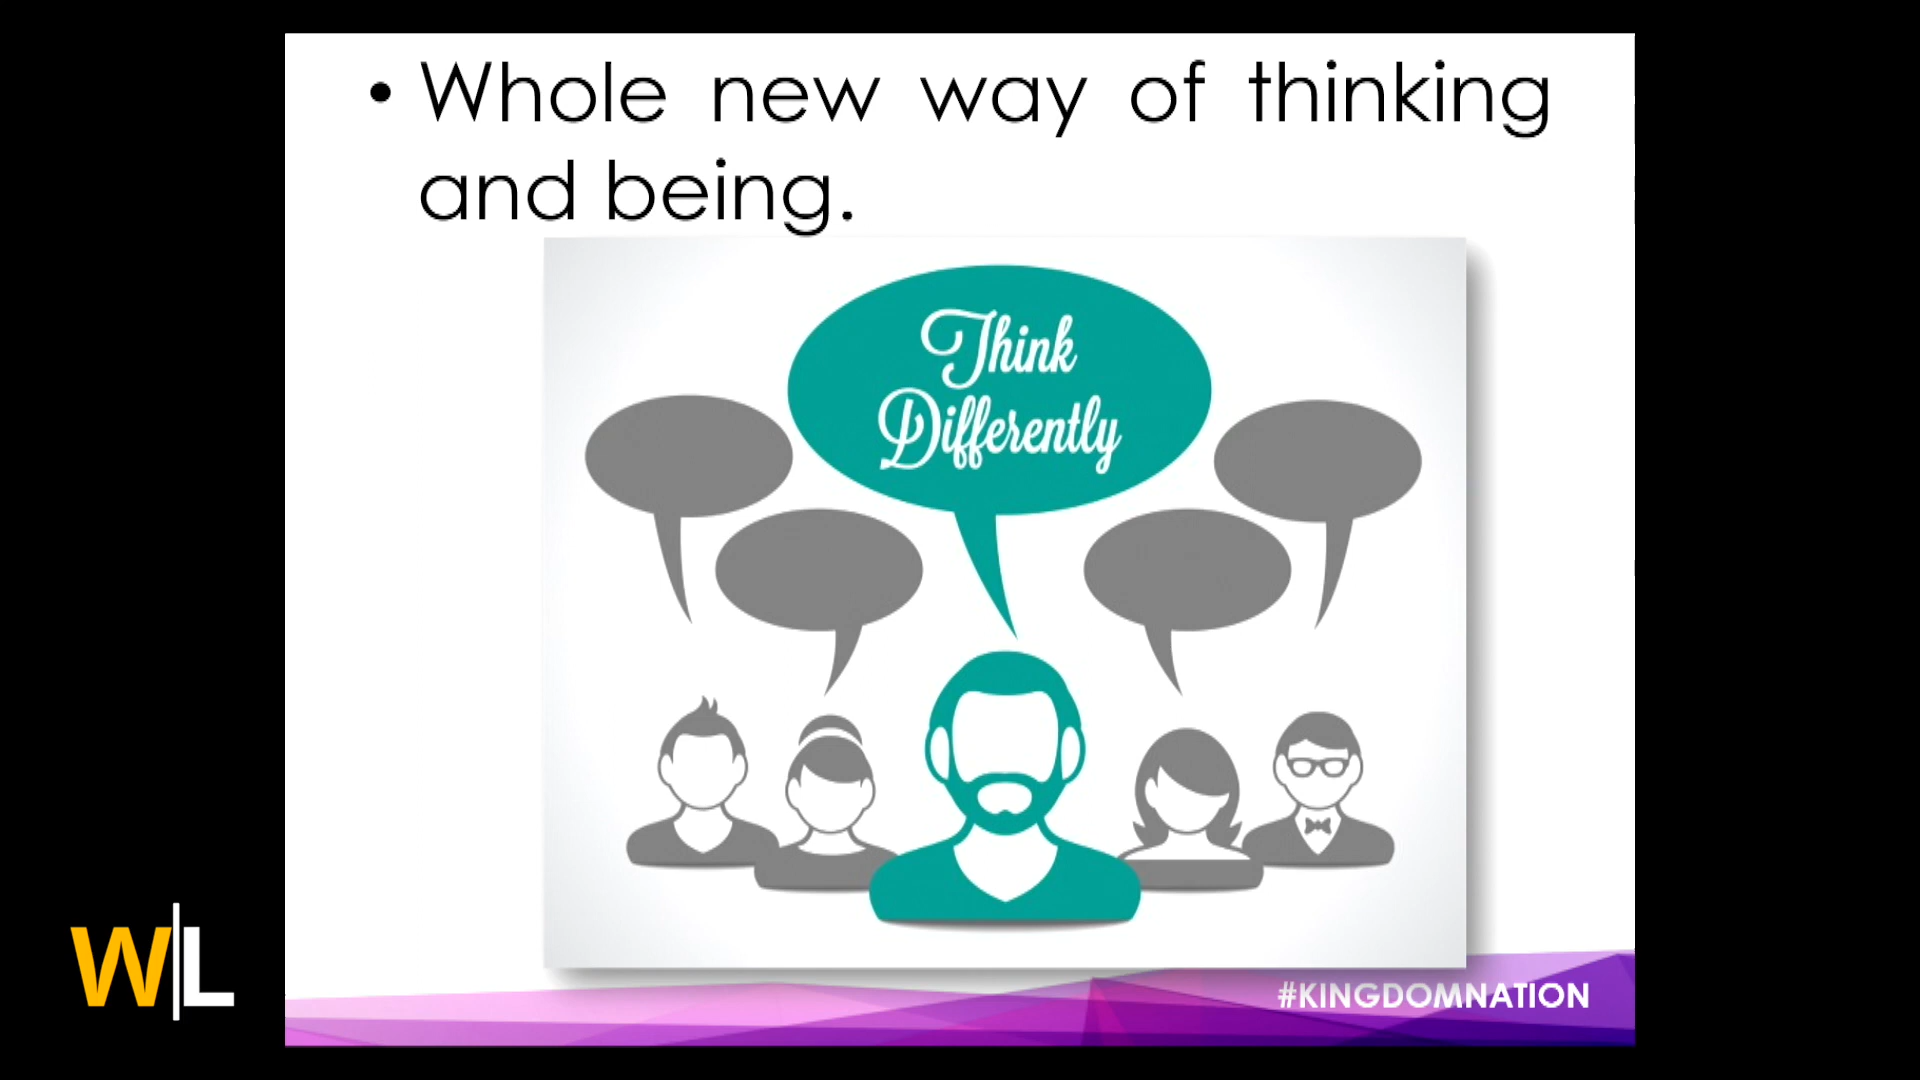 • Whole new way of thinking
and being.
Think
Differently
W|L
#KINGDOMNATION